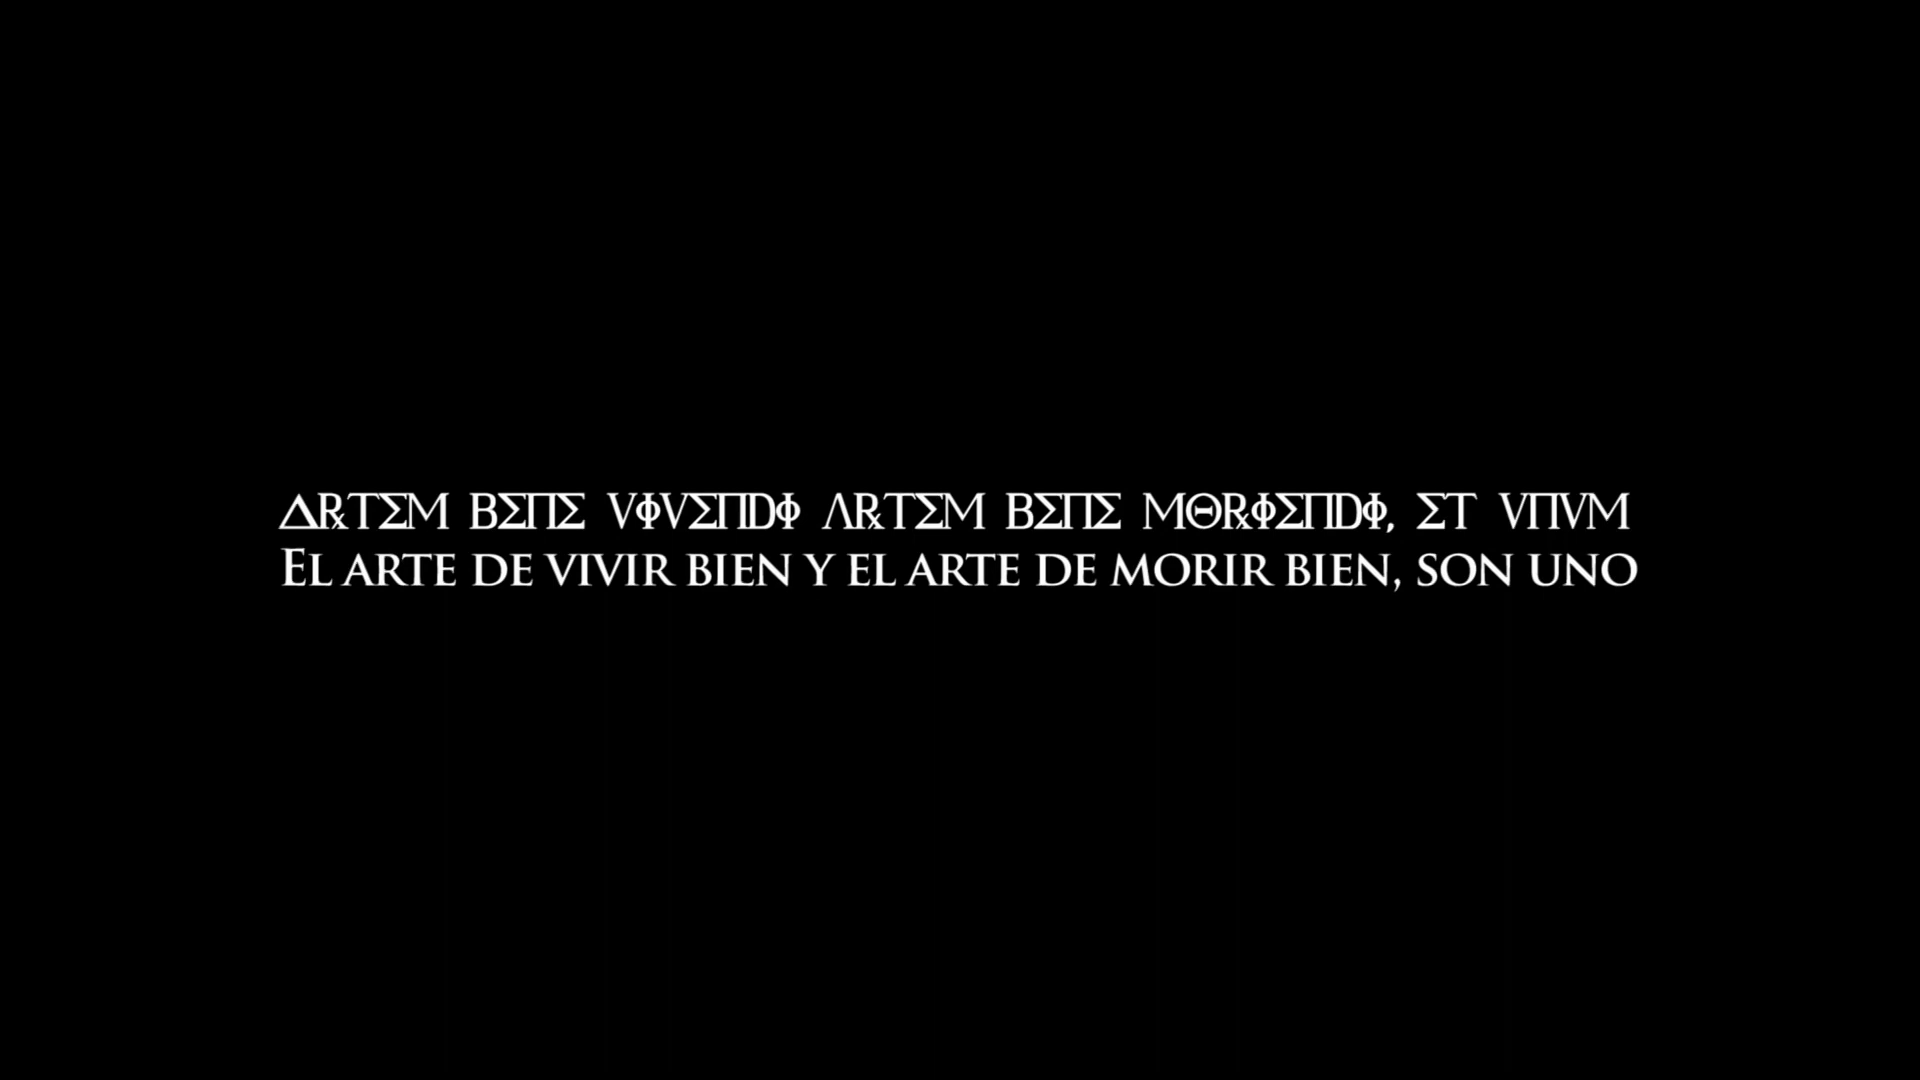 ARTEM BENE VIVENDI ARTEM BENE MORIENDI, ET VNVM
EL ARTE DE VIVIR BIEN Y EL ARTE DE MORIR BIEN, SON UNO